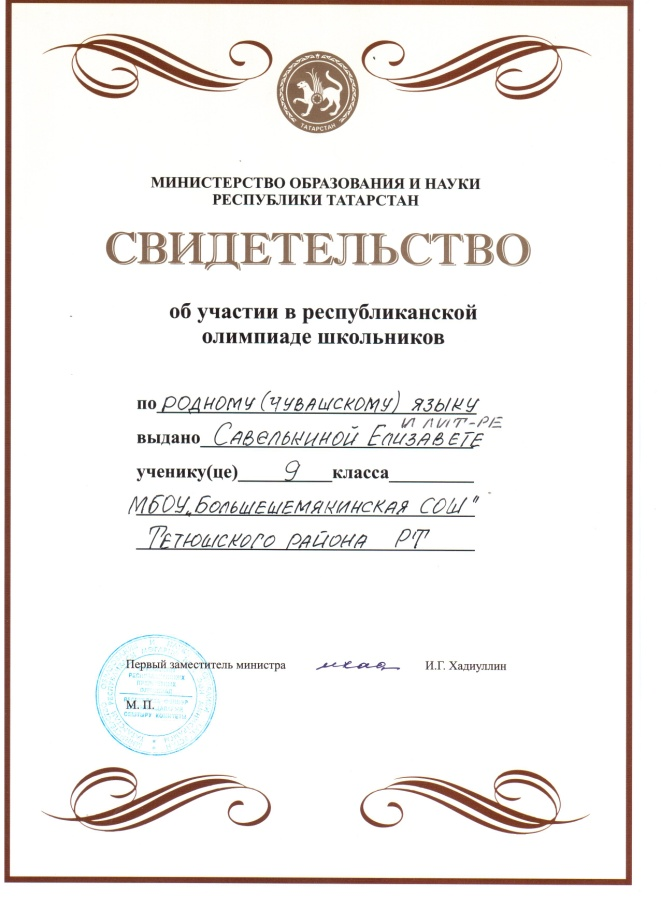 ТАТАРСТАН
МИНИСТЕРСТВО ОБРАЗОВАНИЯ И НАУКИ
РЕСПУБЛИКИ ТАТАРСТАН
СВИДЕТЕЛЬСТВО
об участии в республиканской
олимпиаде школьников
по РОДНОМУ (ЧУВАШСКОМУ) ЯЗЫКУ
И ЛИТ-РЕ
выдано САВЕЛЬКИНОЙ ЕЛИЗАВЕТЕ
ученику(це) 9 класса
МБОУ „БОЛЬШЕШЕМЯКИНСКАЯ СОШ"
ТЕТЮШСКОГО РАЙОНА РТ
Первый заместитель министра И.Г. Хадиуллин
М. П.